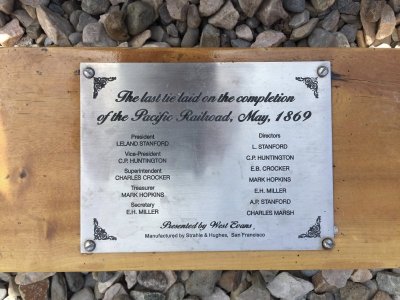 The last tie laid on the completion
of the Pacific Railroad, May, 1869
President
LELAND STANFORD
Vice-President
C.P. HUNTINGTON
Superintendent
CHARLES CROCKER
Treasurer
MARK HOPKINS
Secretary
E.H. MILLER
Directors
L. STANFORD
C.P. HUNTINGTON
E.B. CROCKER
MARK HOPKINS
E.H. MILLER
A.P. STANFORD
CHARLES MARSH
Presented by West Evans
Manufactured by Strahle & Hughes, San Francisco